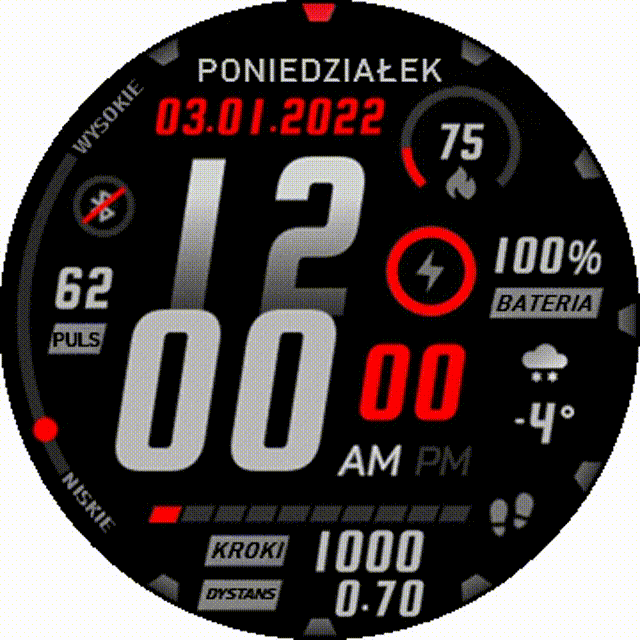 PONIEDZIAŁEK
03.01.2022
WYSOKIE
75
12
100%
BATERIA
62
PULS
00
00
-4°
AM PM
NISKIE
KROKI 1000
DYSTANS 0.70